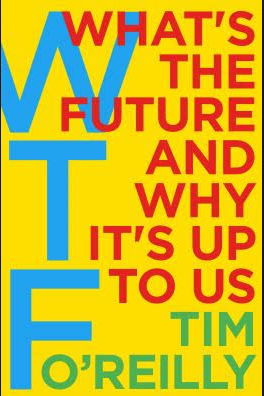 WTF
WHAT'S
THE
FUTURE
AND
WHY
IT'S UP
TO US
TIM
O'REILLY